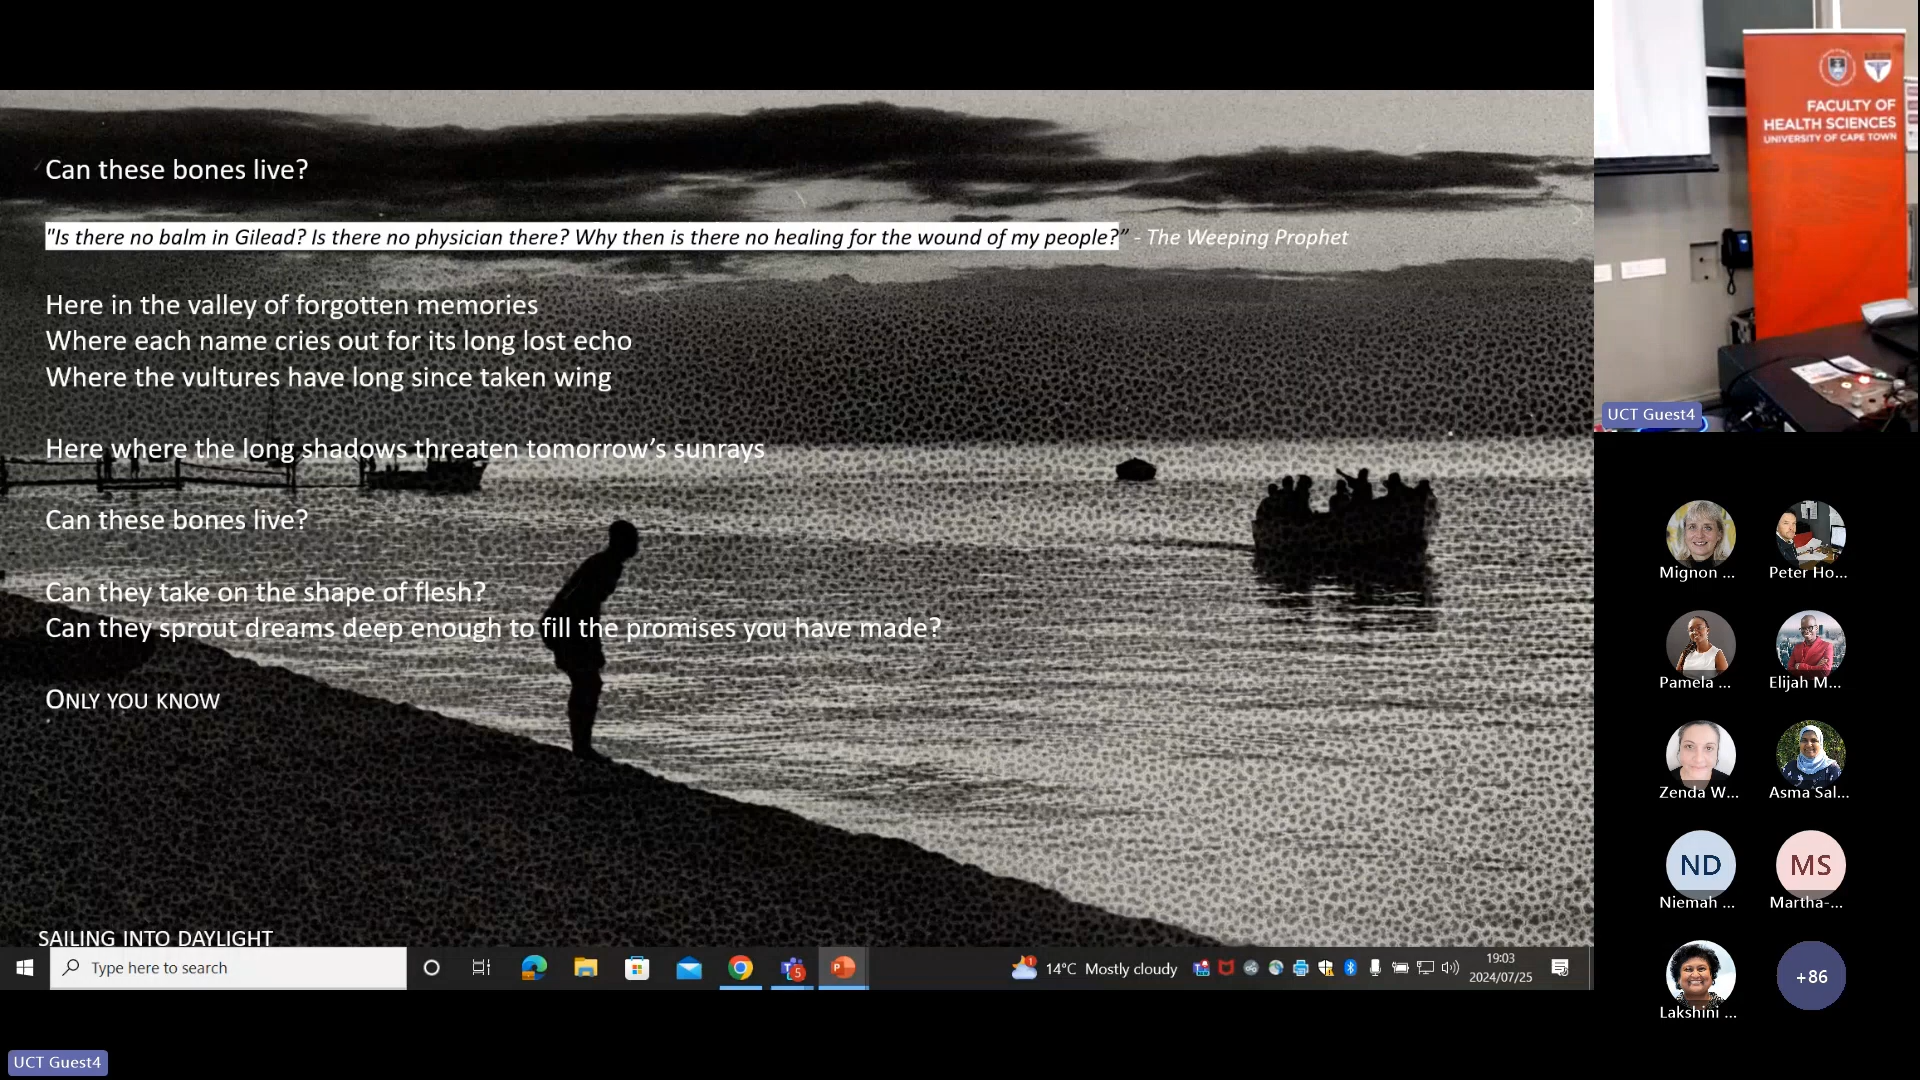 Can these bones live?
"Is there no balm in Gilead? Is there no physician there? Why then is there no healing for the wound of my people?” - The Weeping Prophet
Here in the valley of forgotten memories
Where each name cries out for its long lost echo
Where the vultures have long since taken wing
Here where the long shadows threaten tomorrow’s sunrays
Can these bones live?
Can they take on the shape of flesh?
Can they sprout dreams deep enough to fill the promises you have made?
ONLY YOU KNOW
SAILING INTO DAYLIGHT
Type here to search
1
5
14°C Mostly cloudy
19:03
2024/07/25
UCT Guest4
FACULTY OF
HEALTH SCIENCES
UNIVERSITY OF CAPE TOWN
UCT Guest4
Mignon ...
Peter Ho...
Pamela ...
Elijah M...
Zenda W...
Asma Sal...
ND
MS
Niemah ...
Martha-...
Lakshini ...
+86